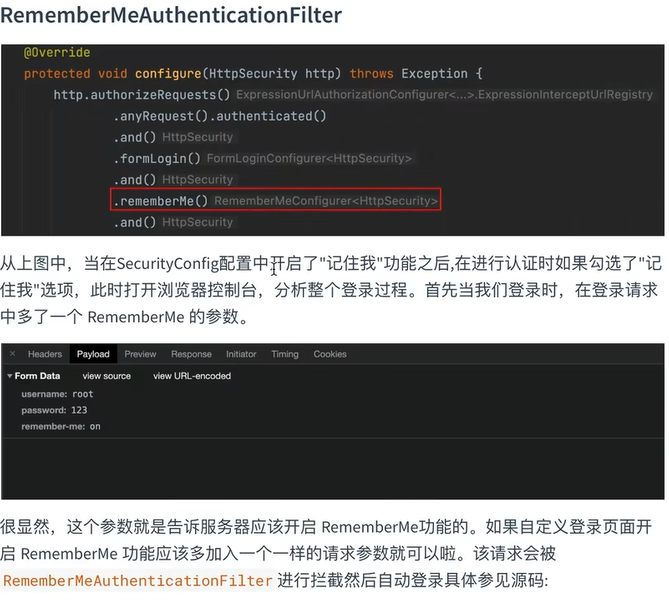 RememberMeAuthenticationFilter
@Override
protected void configure(HttpSecurity http) throws Exception {
http.authorizeRequests() ExpressionUrlAuthorizationConfigurer<...>.ExpressionInterceptUrlRegistry
.anyRequest().authenticated()
.and() HttpSecurity
.formLogin() FormLoginConfigurer<HttpSecurity>
.and() HttpSecurity
.rememberMe() RememberMeConfigurer<HttpSecurity>
.and() HttpSecurity
从上图中，当在SecurityConfig配置中开启了"记住我"功能之后,在进行认证时如果勾选了"记
住我"选项，此时打开浏览器控制台，分析整个登录过程。首先当我们登录时，在登录请求
中多了一个 RememberMe 的参数。
× Headers Payload Preview Response Initiator Timing Cookies
▼ Form Data view source view URL-encoded
username: root
password: 123
remember-me: on
很显然，这个参数就是告诉服务器应该开启 RememberMe功能的。如果自定义登录页面开
启 RememberMe 功能应该多加入一个一样的请求参数就可以啦。该请求会被
RememberMeAuthenticationFilter 进行拦截然后自动登录具体参见源码: